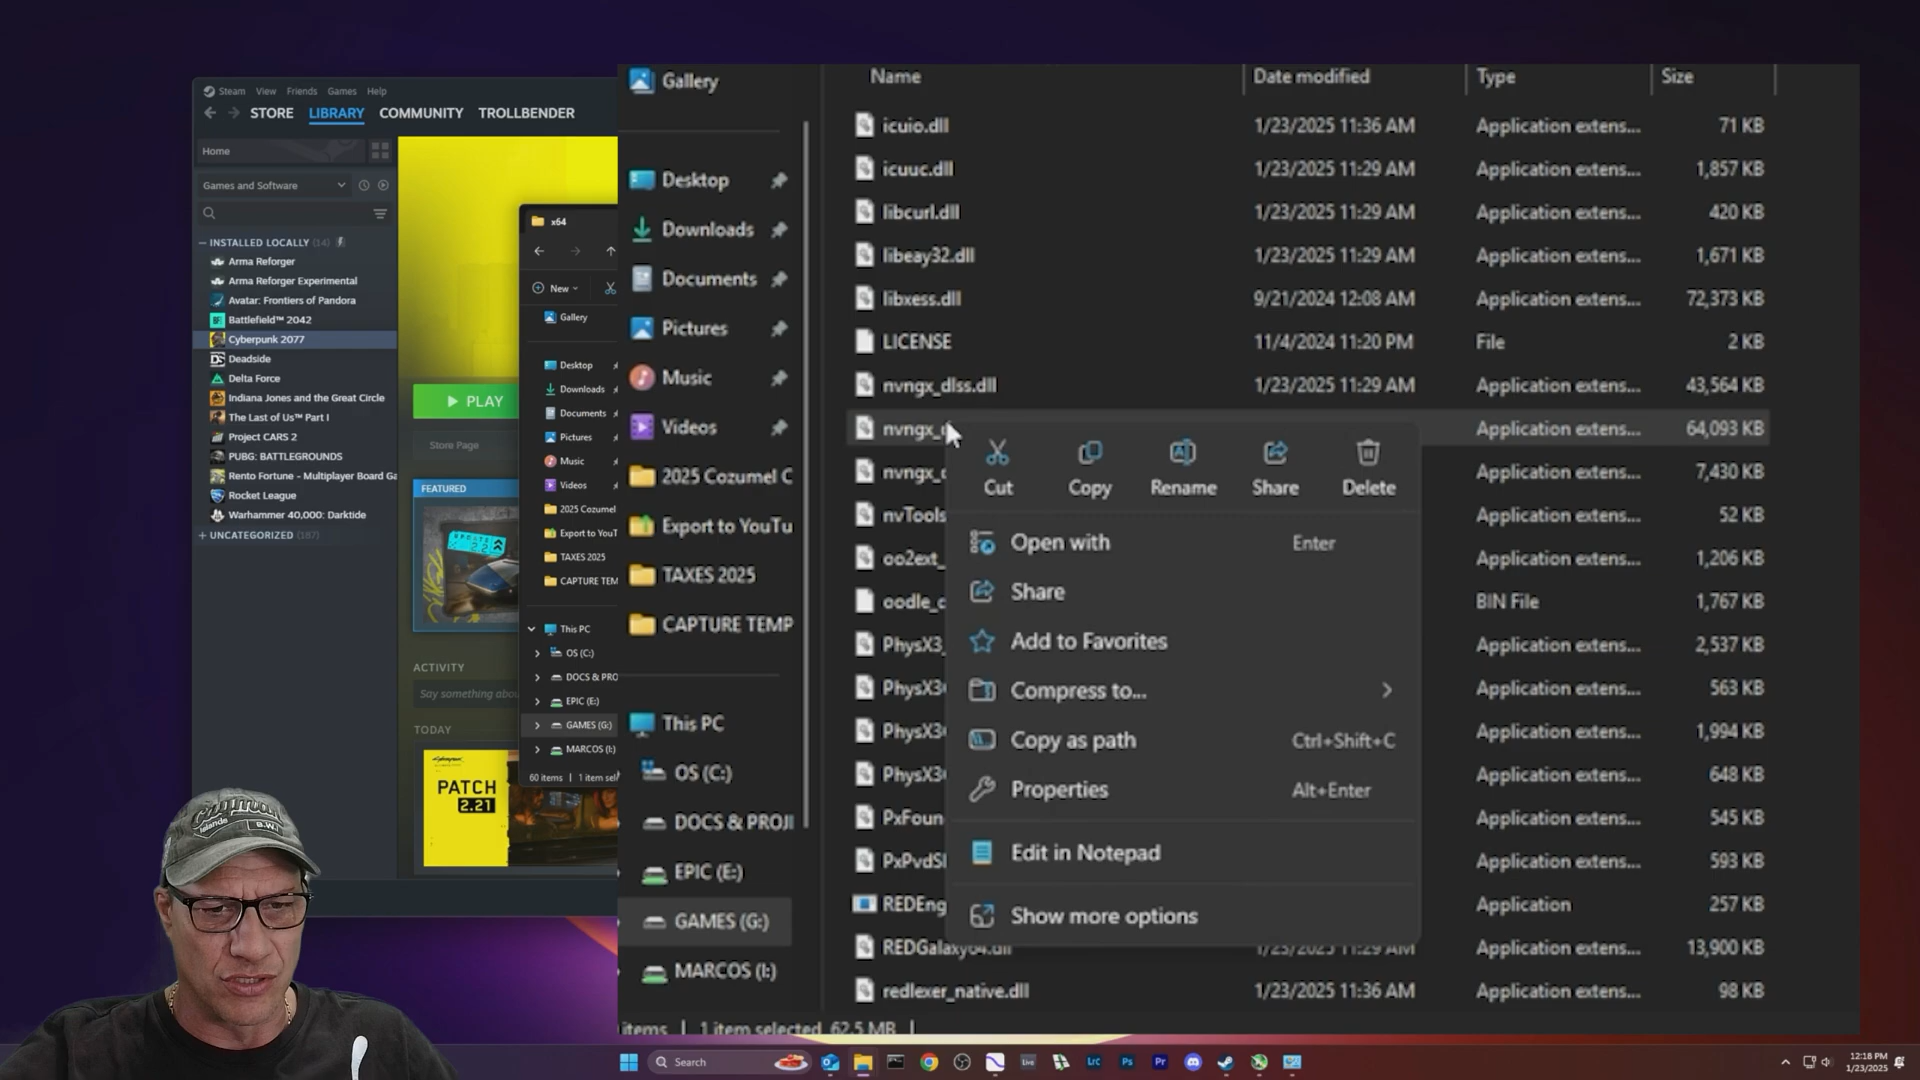 Steam View Friends Games Help
STORE LIBRARY COMMUNITY TROLLBENDER
Home
Games and Software
INSTALLED LOCALLY (14)
Arma Reforger
Arma Reforger Experimental
Avatar: Frontiers of Pandora
Battlefield™ 2042
Cyberpunk 2077
Deadside
Delta Force
Indiana Jones and the Great Circle
The Last of Us™ Part I
Project CARS 2
PUBG: BATTLEGROUNDS
Rento Fortune - Multiplayer Board Ga
Rocket League
Warhammer 40,000: Darktide
UNCATEGORIZED (187)
PLAY
Store Page
FEATURED
UPDATE
2.2
ACTIVITY
Say something abou
TODAY
PATCH
2.21
x64
New
Gallery
Desktop
Downloads
Documents
Pictures
Music
Videos
2025 Cozumel
Export to YouT
TAXES 2025
CAPTURE TEM
This PC
OS (C:)
DOCS & PRO
EPIC (E:)
GAMES (G:)
MARCOS (I:)
60 items | 1 item sel
Gallery
Desktop
Downloads
Documents
Pictures
Music
Videos
2025 Cozumel C
Export to YouTu
TAXES 2025
CAPTURE TEMP
This PC
OS (C:)
DOCS & PROJ
EPIC (E:)
GAMES (G:)
MARCOS (I:)
Name Date modified Type Size
icuio.dll 1/23/2025 11:36 AM Application extens... 71 KB
icuuc.dll 1/23/2025 11:29 AM Application extens... 1,857 KB
libcurl.dll 1/23/2025 11:29 AM Application extens... 420 KB
libeay32.dll 1/23/2025 11:29 AM Application extens... 1,671 KB
libxess.dll 9/21/2024 12:08 AM Application extens... 72,373 KB
LICENSE 11/4/2024 11:20 PM File 2 KB
nvngx_dlss.dll 1/23/2025 11:29 AM Application extens... 43,564 KB
nvngx_ Application extens... 64,093 KB
nvngx_ Application extens... 7,430 KB
nvTools Application extens... 52 KB
oo2ext_ Application extens... 1,206 KB
oodle_ BIN File 1,767 KB
PhysX3 Application extens... 2,537 KB
PhysX3 Application extens... 563 KB
PhysX3 Application extens... 1,994 KB
PhysX3 Application extens... 648 KB
PxFoun Application extens... 545 KB
PxPvdS Application extens... 593 KB
REDEng Application 257 KB
REDGalaxy64.dll 1/23/2025 11:29 AM Application extens... 13,900 KB
redlexer_native.dll 1/23/2025 11:36 AM Application extens... 98 KB
Cut Copy Rename Share Delete
Open with Enter
Share
Add to Favorites
Compress to...
Copy as path Ctrl+Shift+C
Properties Alt+Enter
Edit in Notepad
Show more options
items | 1 item selected 62.5 MB |
Search
Live
Lrc
Ps
Pr
12:18 PM
1/23/2025
Islands
B.W.I